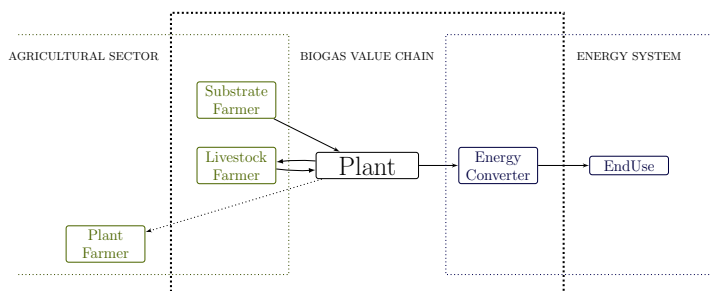 AGRICULTURAL SECTOR
BIOGAS VALUE CHAIN
ENERGY SYSTEM
Substrate
Farmer
Livestock
Farmer
Plant
Energy
Converter
EndUse
Plant
Farmer